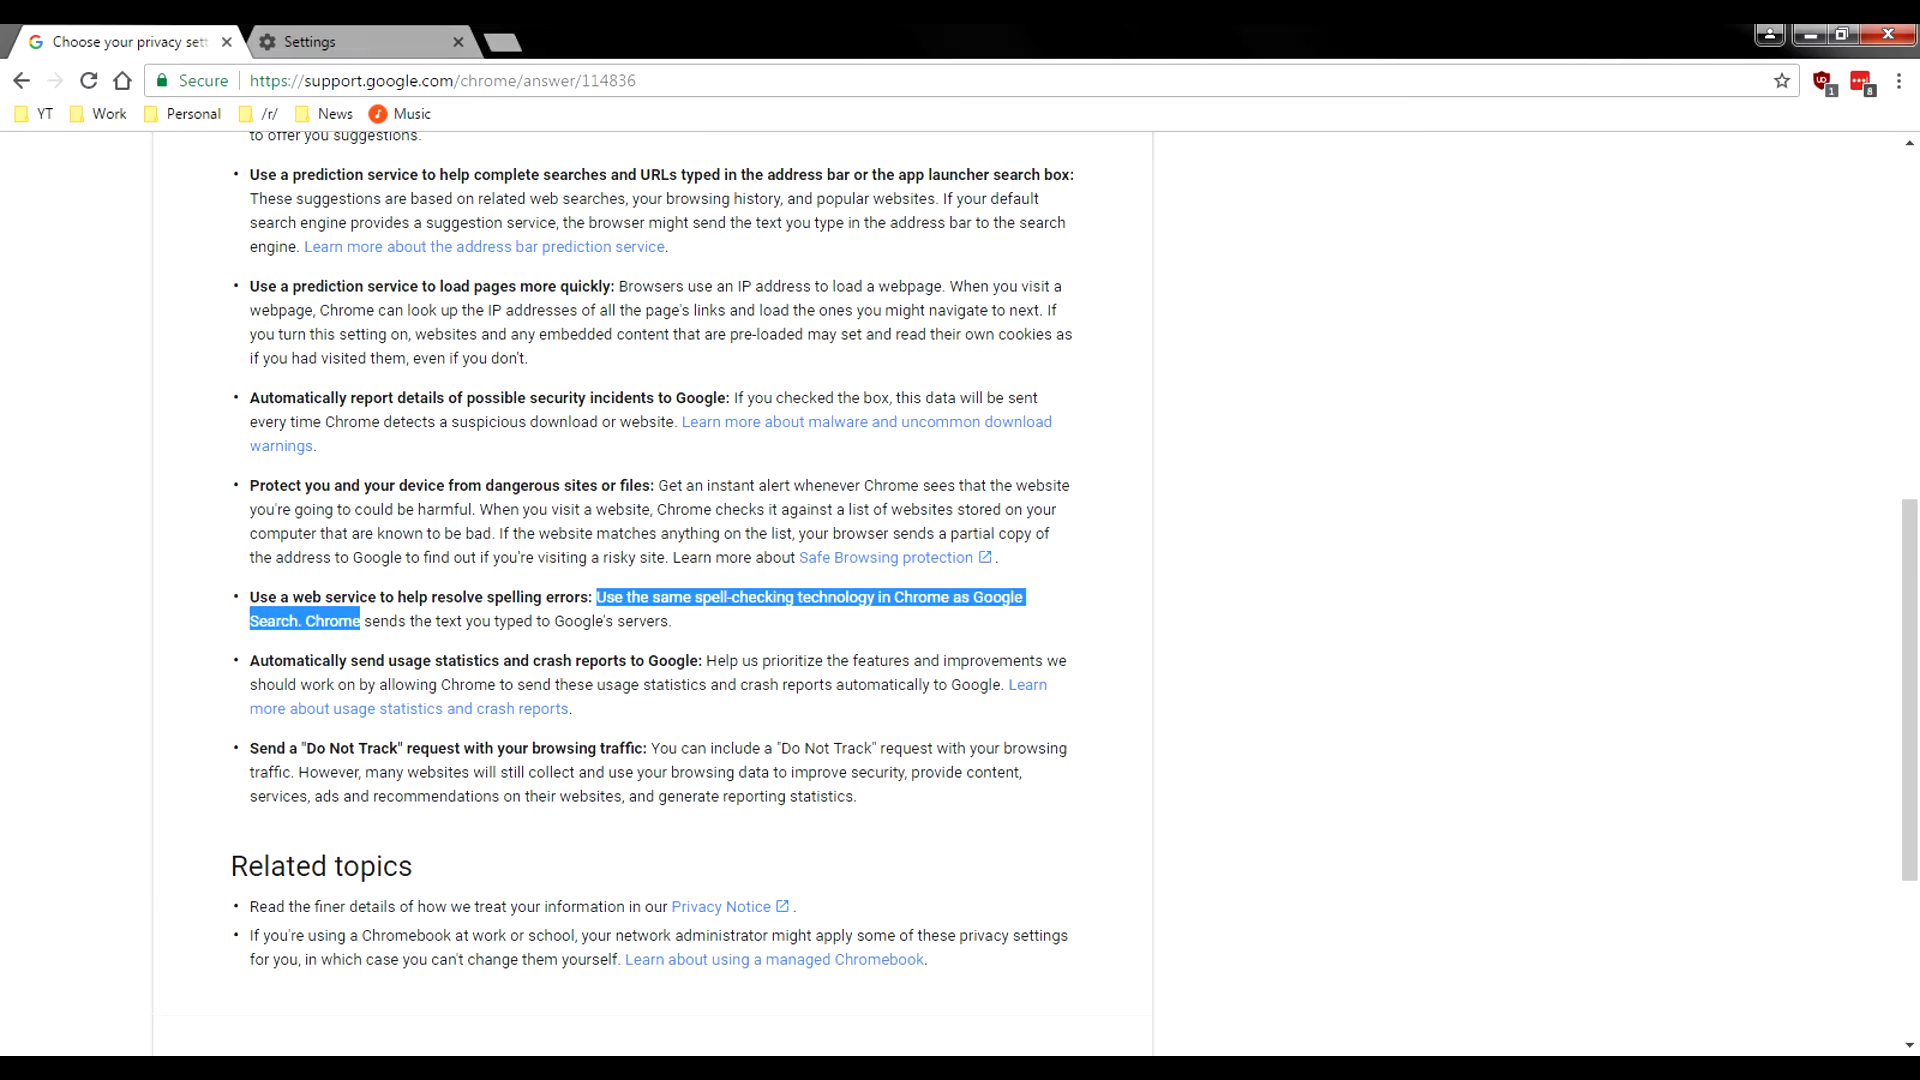 Choose your privacy sett
Settings
Secure
https://support.google.com/chrome/answer/114836
1
8
YT
Work
Personal
/r/
News
Music
to offer you suggestions.
• Use a prediction service to help complete searches and URLs typed in the address bar or the app launcher search box:
These suggestions are based on related web searches, your browsing history, and popular websites. If your default
search engine provides a suggestion service, the browser might send the text you type in the address bar to the search
engine. Learn more about the address bar prediction service.
• Use a prediction service to load pages more quickly: Browsers use an IP address to load a webpage. When you visit a
webpage, Chrome can look up the IP addresses of all the page's links and load the ones you might navigate to next. If
you turn this setting on, websites and any embedded content that are pre-loaded may set and read their own cookies as
if you had visited them, even if you don't.
• Automatically report details of possible security incidents to Google: If you checked the box, this data will be sent
every time Chrome detects a suspicious download or website. Learn more about malware and uncommon download
warnings.
• Protect you and your device from dangerous sites or files: Get an instant alert whenever Chrome sees that the website
you're going to could be harmful. When you visit a website, Chrome checks it against a list of websites stored on your
computer that are known to be bad. If the website matches anything on the list, your browser sends a partial copy of
the address to Google to find out if you're visiting a risky site. Learn more about Safe Browsing protection.
• Use a web service to help resolve spelling errors: Use the same spell-checking technology in Chrome as Google
Search. Chrome sends the text you typed to Google's servers.
• Automatically send usage statistics and crash reports to Google: Help us prioritize the features and improvements we
should work on by allowing Chrome to send these usage statistics and crash reports automatically to Google. Learn
more about usage statistics and crash reports.
• Send a "Do Not Track" request with your browsing traffic: You can include a "Do Not Track" request with your browsing
traffic. However, many websites will still collect and use your browsing data to improve security, provide content,
services, ads and recommendations on their websites, and generate reporting statistics.
Related topics
• Read the finer details of how we treat your information in our Privacy Notice.
• If you're using a Chromebook at work or school, your network administrator might apply some of these privacy settings
for you, in which case you can't change them yourself. Learn about using a managed Chromebook.